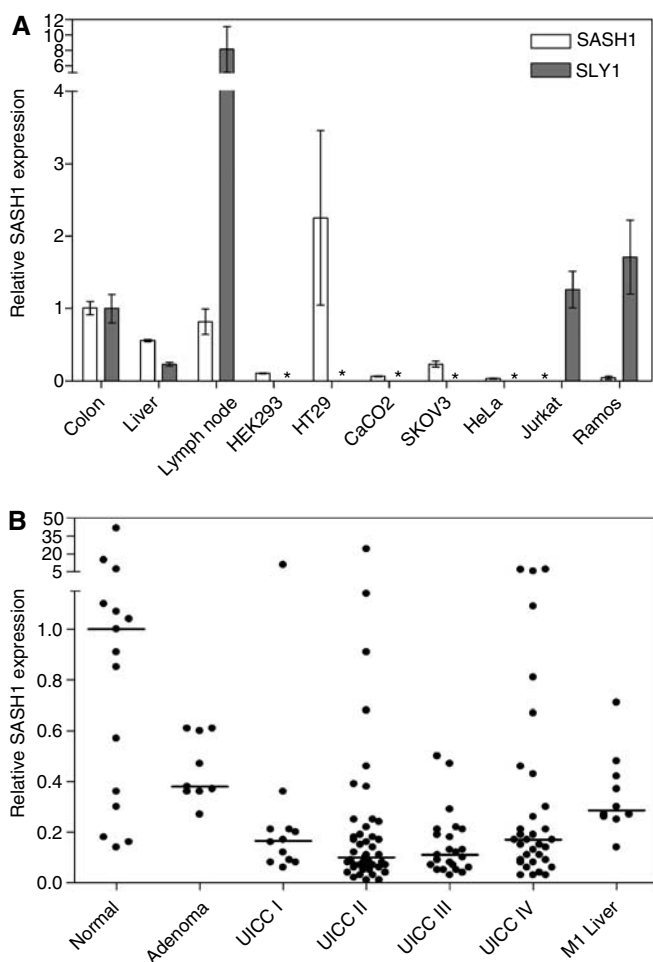 A
SASH1
SLY1
Relative SASH1 expression
12
10
8
6
4
3
2
1
0
* * * * * *
Colon
Liver
Lymph node
HEK293
HT29
CaCO2
SKOV3
HeLa
Jurkat
Ramos
B
Relative SASH1 expression
50
35
20
5
1.0
0.8
0.6
0.4
0.2
0.0
Normal
Adenoma
UICC I
UICC II
UICC III
UICC IV
M1 Liver